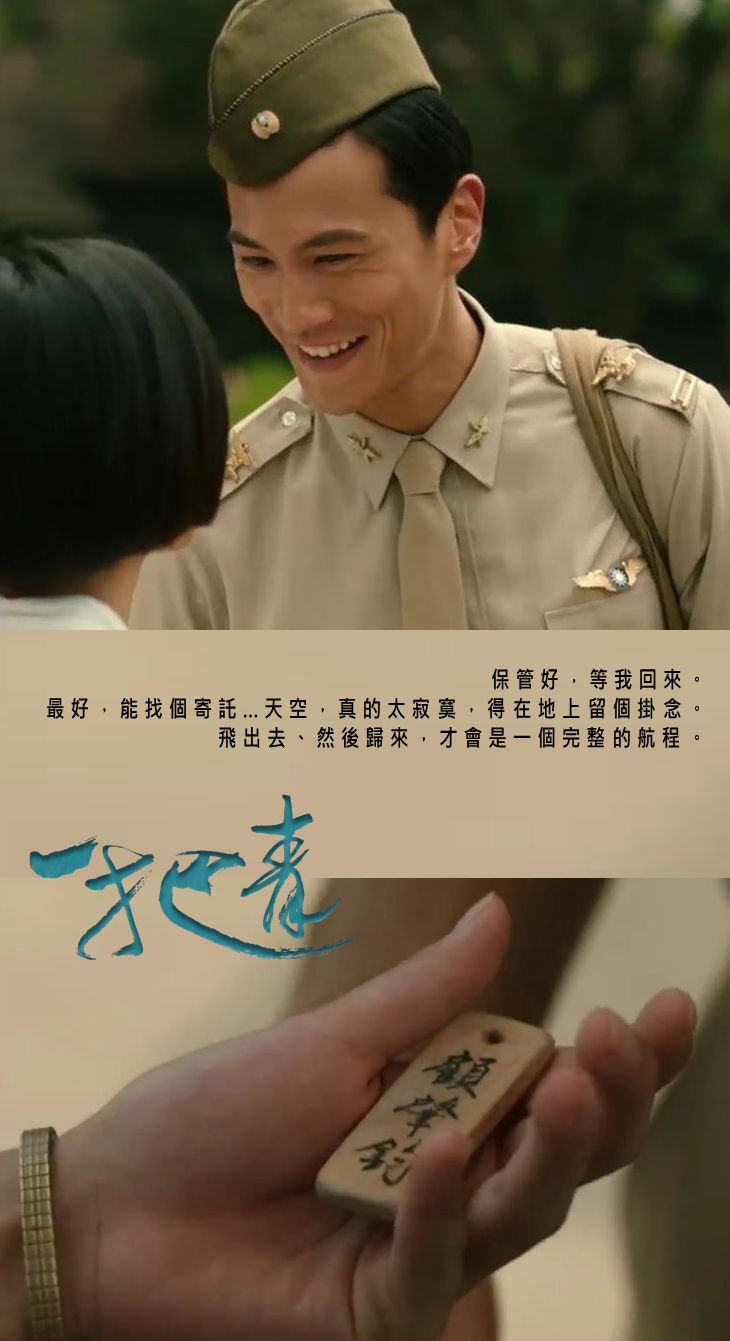 保管好，等我回來。
最好，能找個寄託...天空，真的太寂寞，得在地上留個掛念。
飛出去、然後歸來，才會是一個完整的航程。
一把青
顧肇鈞